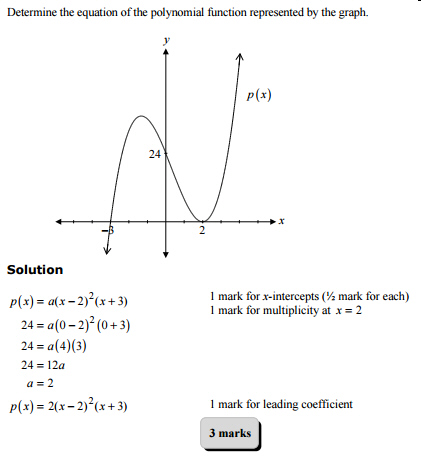 Determine the equation of the polynomial function represented by the graph.
y
p(x)
24
x
−3
2
Solution
p(x) = a(x − 2)²(x + 3)
1 mark for x-intercepts (½ mark for each)
1 mark for multiplicity at x = 2
24 = a(0 − 2)²(0 + 3)
24 = a(4)(3)
24 = 12a
a = 2
p(x) = 2(x − 2)²(x + 3)
1 mark for leading coefficient
3 marks